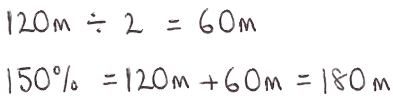 120m ÷ 2 = 60m
150% = 120m + 60m = 180m